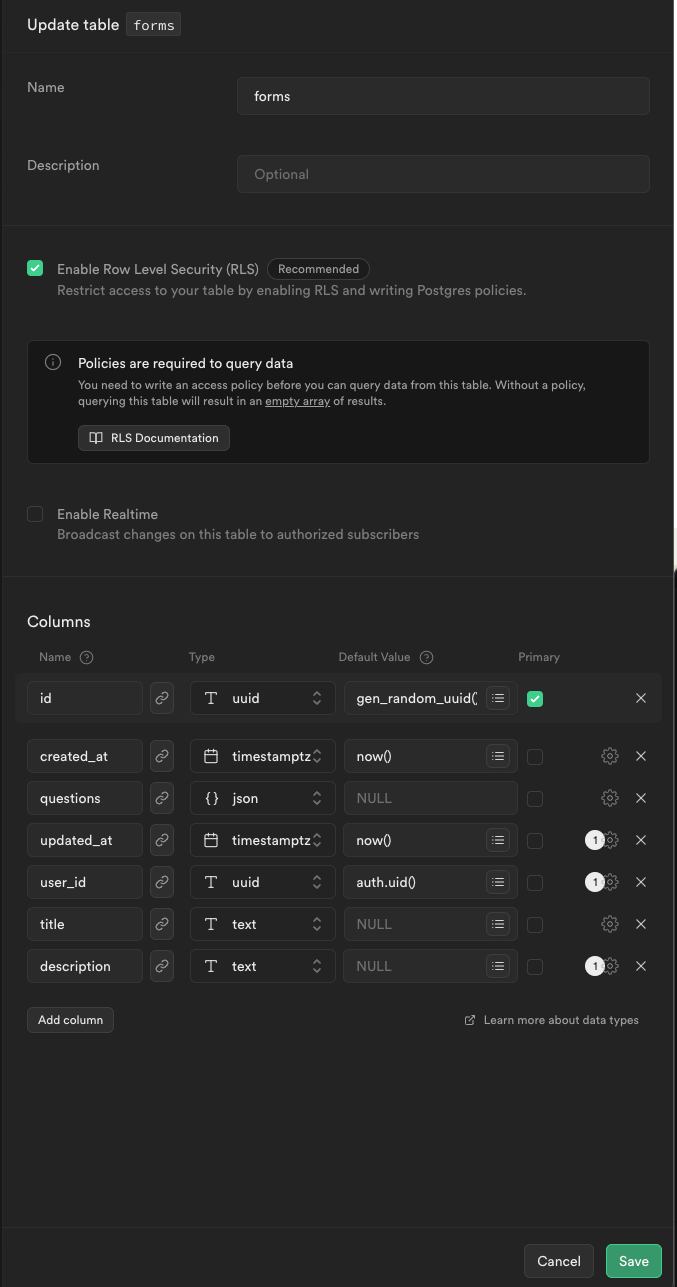 Update table forms
Name
forms
Description
Optional
Enable Row Level Security (RLS) Recommended
Restrict access to your table by enabling RLS and writing Postgres policies.
Policies are required to query data
You need to write an access policy before you can query data from this table. Without a policy,
querying this table will result in an empty array of results.
RLS Documentation
Enable Realtime
Broadcast changes on this table to authorized subscribers
Columns
Name Type Default Value Primary
id uuid gen_random_uuid(
created_at timestamptz now()
questions json NULL
updated_at timestamptz now() 1
user_id uuid auth.uid() 1
title text NULL
description text NULL 1
Add column Learn more about data types
Cancel Save